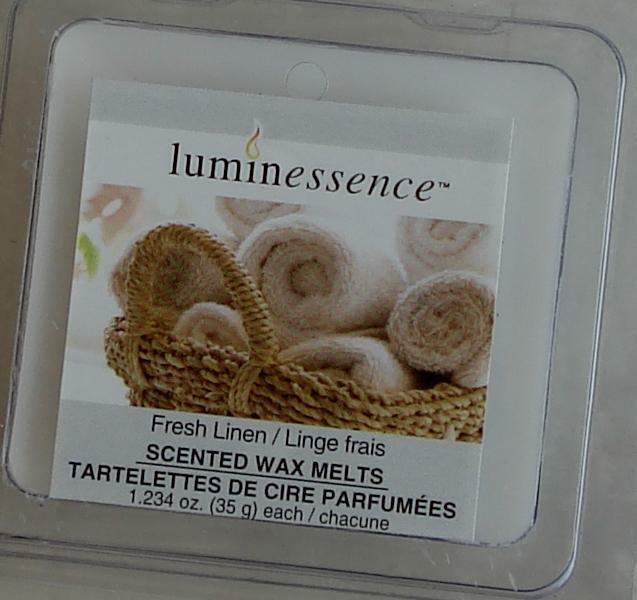 luminessence™
Fresh Linen / Linge frais
SCENTED WAX MELTS
TARTELETTES DE CIRE PARFUMÉES
1.234 oz. (35 g) each / chacune